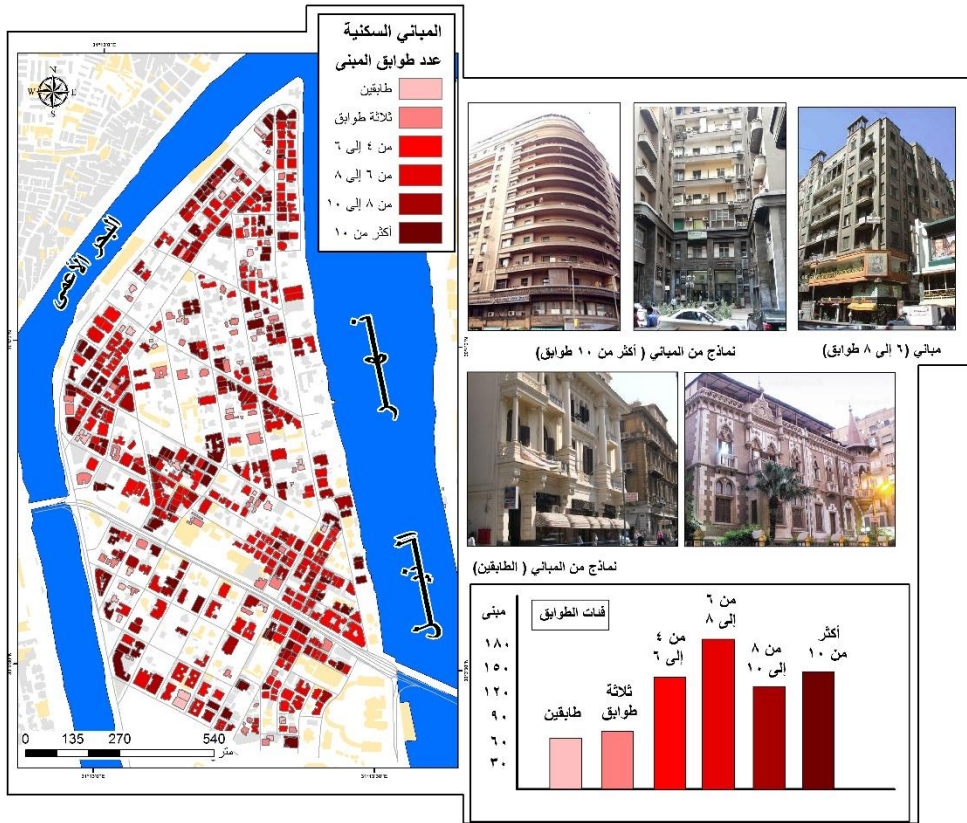 المباني السكنية
عدد طوابق المبنى
طابقين
ثلاثة طوابق
من ٤ إلى ٦
من ٦ إلى ٨
من ٨ إلى ١٠
أكثر من ١٠
N
W E
S
البحر الأعمى
نهر
النيل
0 135 270 540
متر
مباني (٦ إلى ٨ طوابق)
نماذج من المباني ( أكثر من ١٠ طوابق)
نماذج من المباني ( الطابقين)
فئات الطوابق
مبنى
١٨٠
١٥٠
١٢٠
٩٠
٦٠
٣٠
طابقين
ثلاثة
طوابق
من ٤
إلى ٦
من ٦
إلى ٨
من ٨
إلى ١٠
أكثر
من ١٠